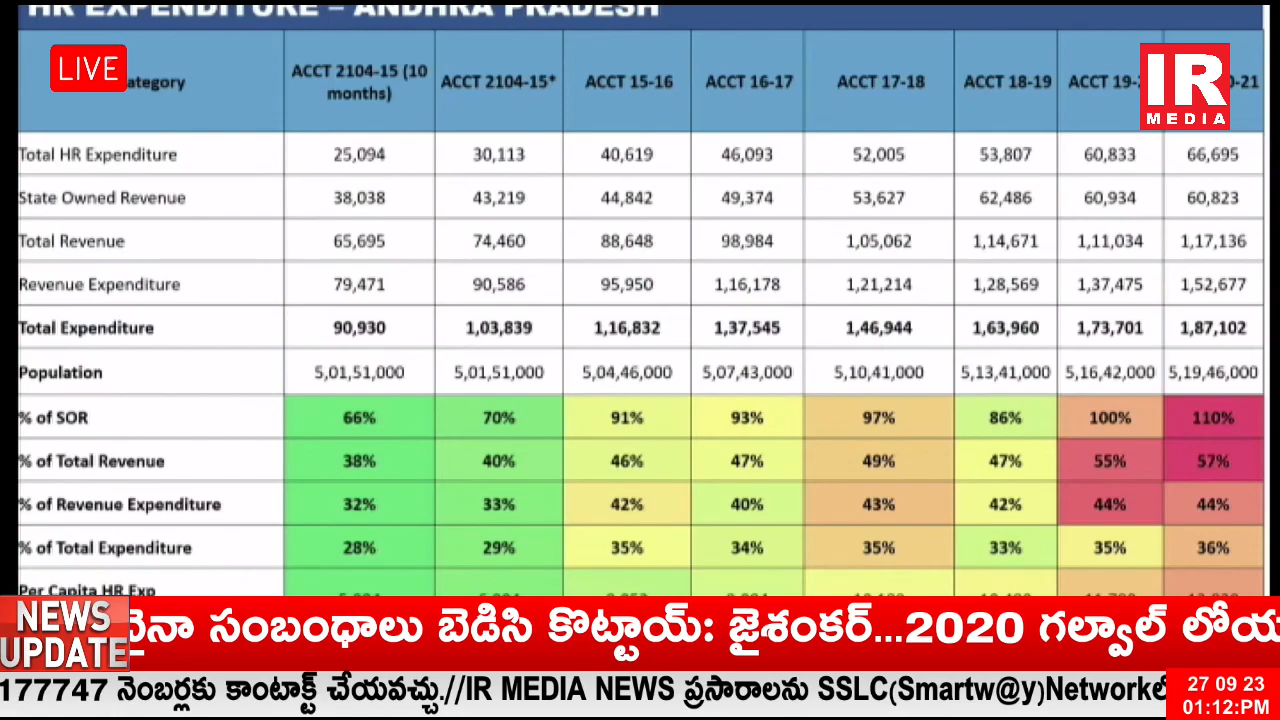 HR EXPENDITURE – ANDHRA PRADESH
LIVE
ategory ACCT 2104-15 (10 months) ACCT 2104-15* ACCT 15-16 ACCT 16-17 ACCT 17-18 ACCT 18-19 ACCT 19-2 0-21
IR
MEDIA
Total HR Expenditure 25,094 30,113 40,619 46,093 52,005 53,807 60,833 66,695
State Owned Revenue 38,038 43,219 44,842 49,374 53,627 62,486 60,934 60,823
Total Revenue 65,695 74,460 88,648 98,984 1,05,062 1,14,671 1,11,034 1,17,136
Revenue Expenditure 79,471 90,586 95,950 1,16,178 1,21,214 1,28,569 1,37,475 1,52,677
Total Expenditure 90,930 1,03,839 1,16,832 1,37,545 1,46,944 1,63,960 1,73,701 1,87,102
Population 5,01,51,000 5,01,51,000 5,04,46,000 5,07,43,000 5,10,41,000 5,13,41,000 5,16,42,000 5,19,46,000
% of SOR 66% 70% 91% 93% 97% 86% 100% 110%
% of Total Revenue 38% 40% 46% 47% 49% 47% 55% 57%
% of Revenue Expenditure 32% 33% 42% 40% 43% 42% 44% 44%
% of Total Expenditure 28% 29% 35% 34% 35% 33% 35% 36%
Per Capita HR Exp
NEWS
UPDATE
చైనా సంబంధాలు బెడిసి కొట్టాయ్: జైశంకర్...2020 గల్వాల్ లోయ
177747 నెంబర్లకు కాంటాక్ట్ చేయవచ్చు.//IR MEDIA NEWS ప్రసారాలను SSLC(Smartw@y)Networkలో
27 09 23
01:12:PM